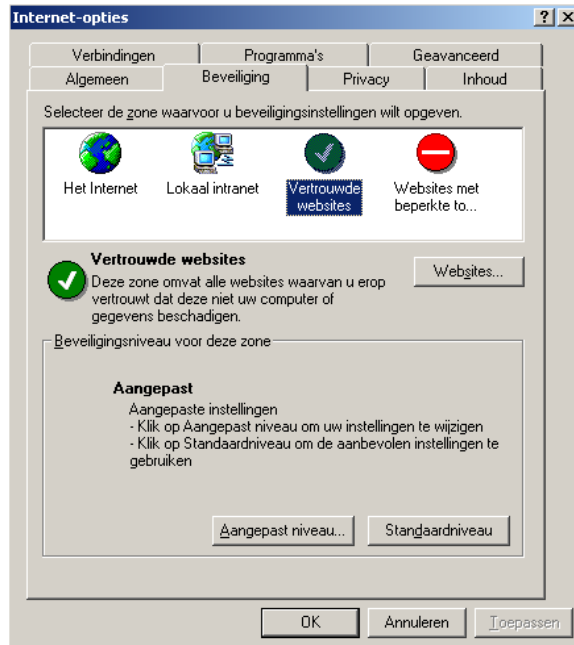 Internet-opties
Verbindingen Programma's Geavanceerd
Algemeen Beveiliging Privacy Inhoud
Selecteer de zone waarvoor u beveiligingsinstellingen wilt opgeven.
Het Internet Lokaal intranet Vertrouwde websites Websites met beperkte to...
Vertrouwde websites
Deze zone omvat alle websites waarvan u erop
vertrouwt dat deze niet uw computer of
gegevens beschadigen.
Websites...
Beveiligingsniveau voor deze zone
Aangepast
Aangepaste instellingen
- Klik op Aangepast niveau om uw instellingen te wijzigen
- Klik op Standaardniveau om de aanbevolen instellingen te
gebruiken
Aangepast niveau... Standaardniveau
OK Annuleren Toepassen